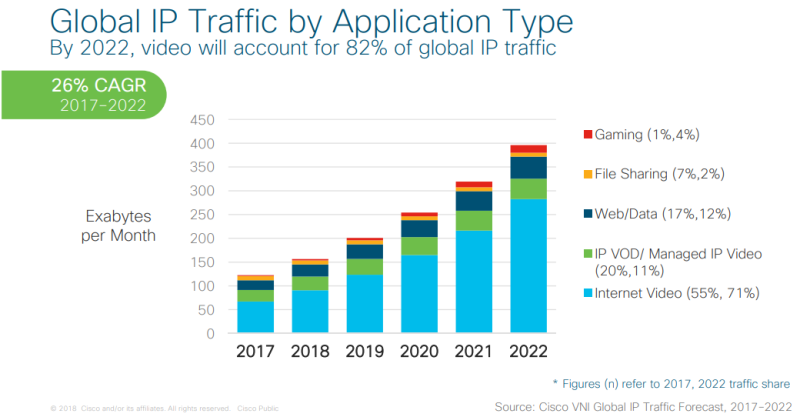 Global IP Traffic by Application Type
By 2022, video will account for 82% of global IP traffic
26% CAGR
2017–2022
Exabytes
per Month
450
400
350
300
250
200
150
100
50
0
2017 2018 2019 2020 2021 2022
Gaming (1%,4%)
File Sharing (7%,2%)
Web/Data (17%,12%)
IP VOD/ Managed IP Video
(20%,11%)
Internet Video (55%, 71%)
* Figures (n) refer to 2017, 2022 traffic share
© 2018 Cisco and/or its affiliates. All rights reserved. Cisco Public
Source: Cisco VNI Global IP Traffic Forecast, 2017–2022